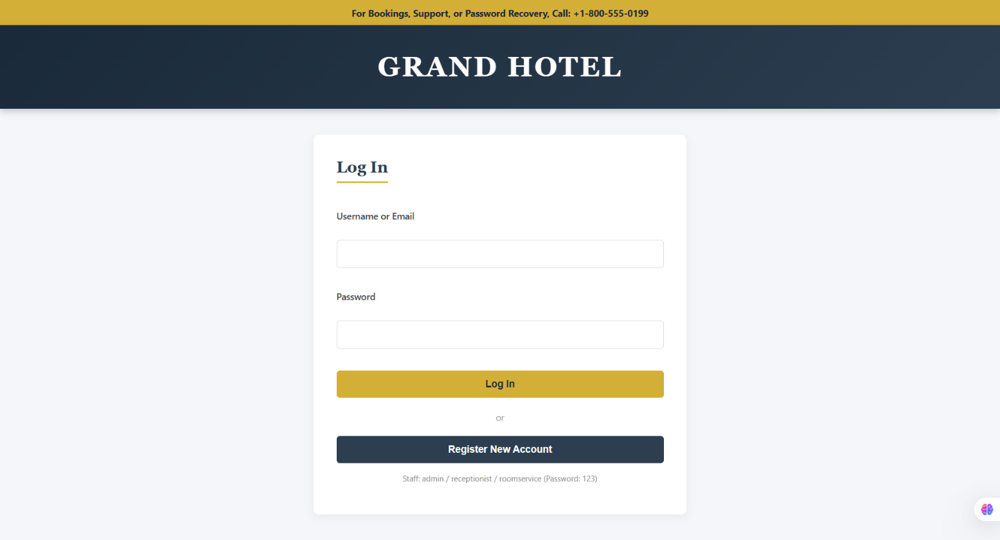 For Bookings, Support, or Password Recovery, Call: +1-800-555-0199
GRAND HOTEL
Log In
Username or Email
Password
Log In
or
Register New Account
Staff: admin / receptionist / roomservice (Password: 123)